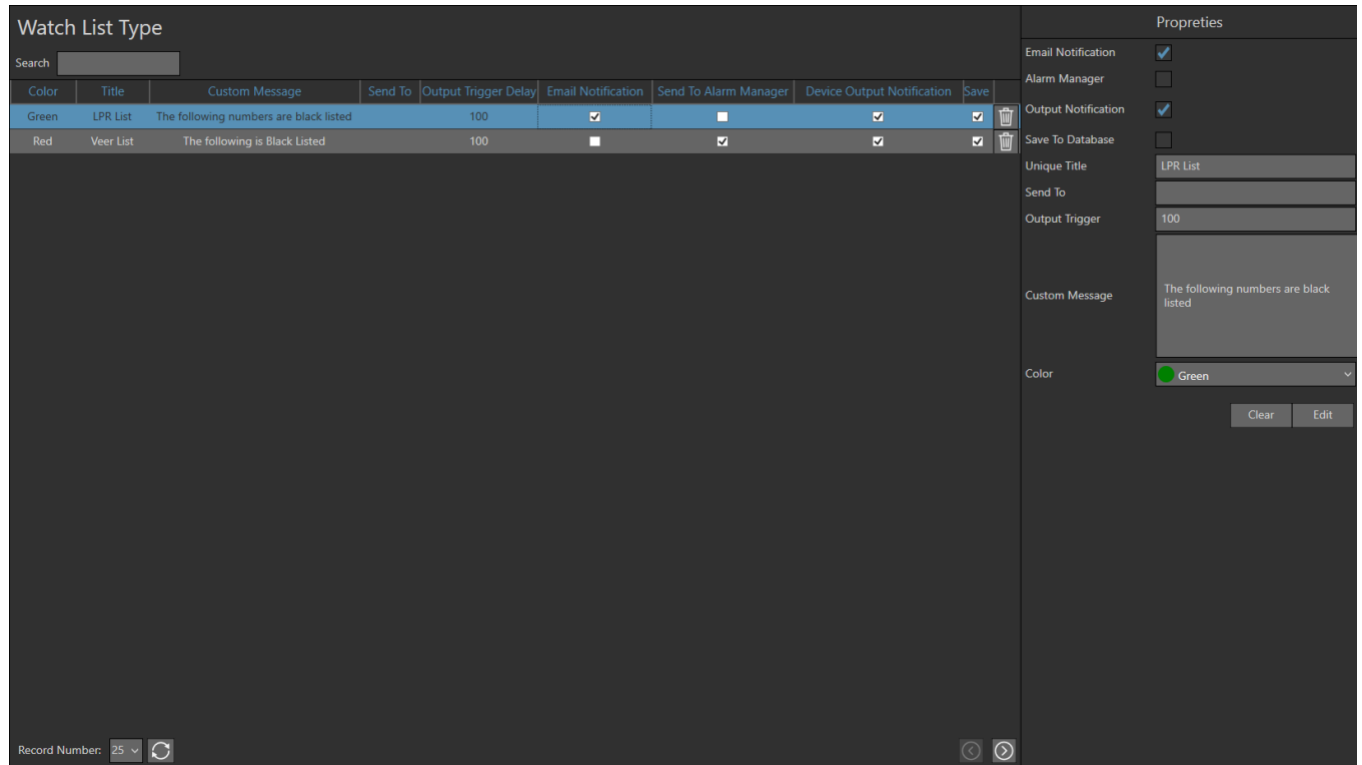 Watch List Type
Search
Color Title Custom Message Send To Output Trigger Delay Email Notification Send To Alarm Manager Device Output Notification Save
Green LPR List The following numbers are black listed 100
Red Veer List The following is Black Listed 100
Record Number: 25
Propreties
Email Notification
Alarm Manager
Output Notification
Save To Database
Unique Title LPR List
Send To
Output Trigger 100
Custom Message The following numbers are black
listed
Color Green
Clear Edit